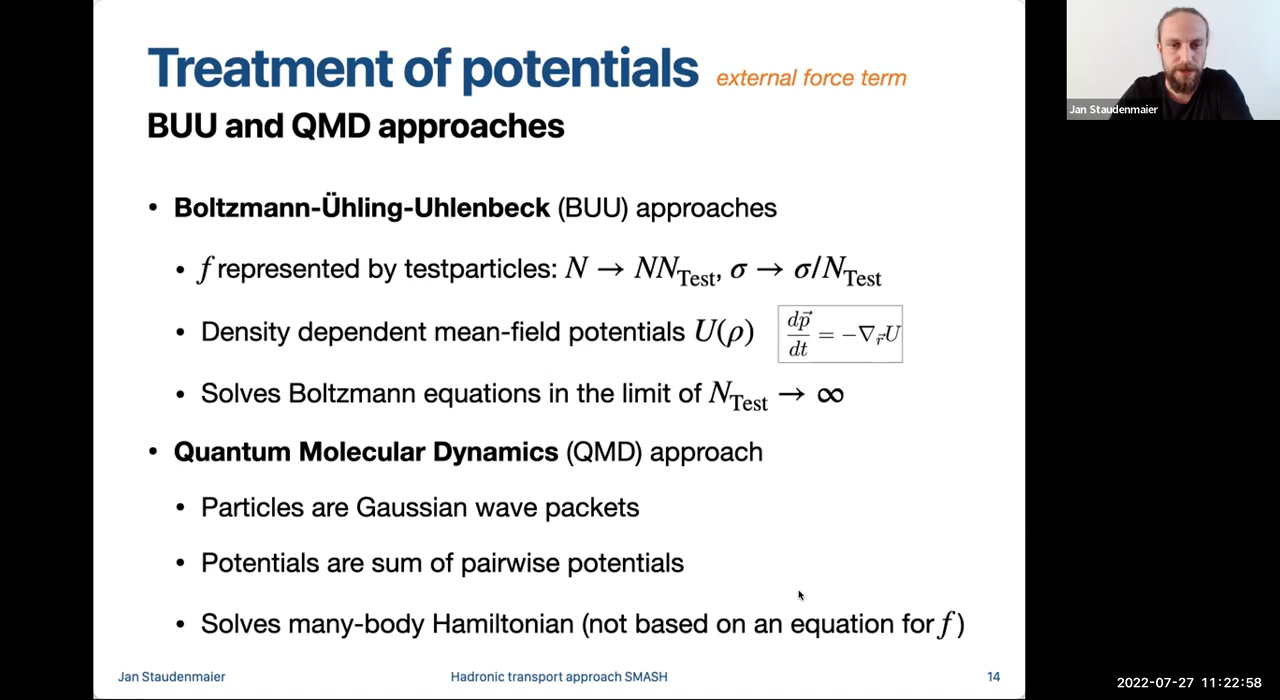 Treatment of potentials external force term
BUU and QMD approaches
• Boltzmann-Ühling-Uhlenbeck (BUU) approaches
• f represented by testparticles: N → NN_Test, σ → σ/N_Test
• Density dependent mean-field potentials U(ρ) dp⃗/dt = −∇_r⃗ U
• Solves Boltzmann equations in the limit of N_Test → ∞
• Quantum Molecular Dynamics (QMD) approach
• Particles are Gaussian wave packets
• Potentials are sum of pairwise potentials
• Solves many-body Hamiltonian (not based on an equation for f)
Jan Staudenmaier Hadronic transport approach SMASH 14
Jan Staudenmaier
2022-07-27 11:22:58